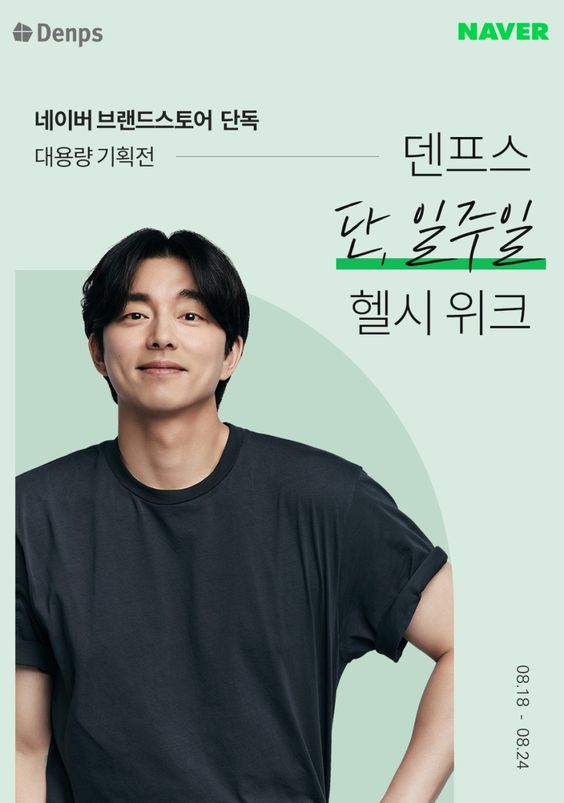 Denps
NAVER
네이버 브랜드스토어 단독
대용량 기획전
덴프스
단, 일주일
헬시 위크
08.18 - 08.24